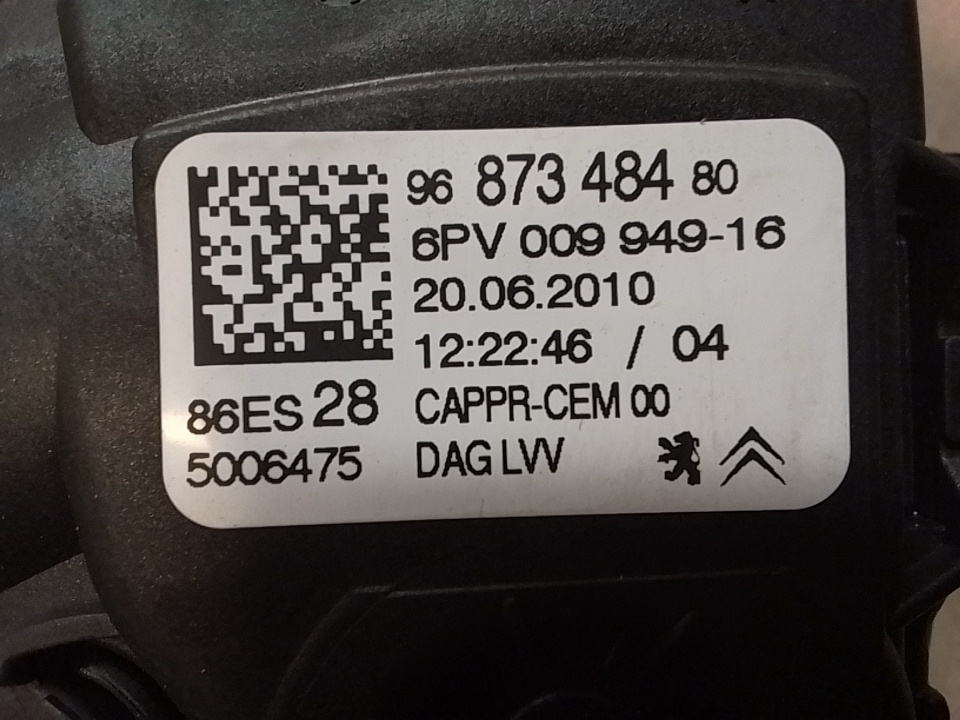 96 873 484 80
6PV 009 949-16
20.06.2010
12:22:46 / 04
86ES 28 CAPPR-CEM 00
5006475 DAG LVV